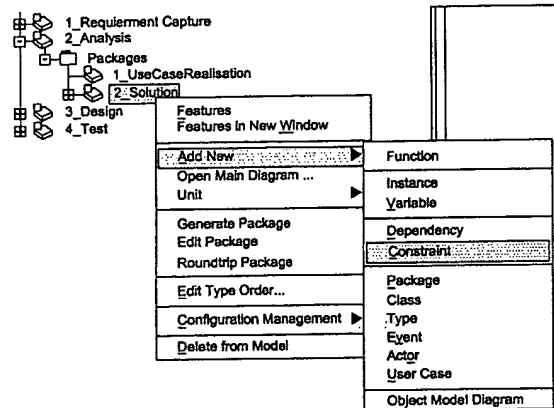 1_Requierment Capture
2_Analysis
Packages
1_UseCaseRealisation
2_Solution
3_Design
4_Test
Features
Features in New Window
Add New
Open Main Diagram ...
Unit
Generate Package
Edit Package
Roundtrip Package
Edit Type Order...
Configuration Management
Delete from Model
Function
Instance
Variable
Dependency
Constraint
Package
Class
Type
Event
Actor
User Case
Object Model Diagram